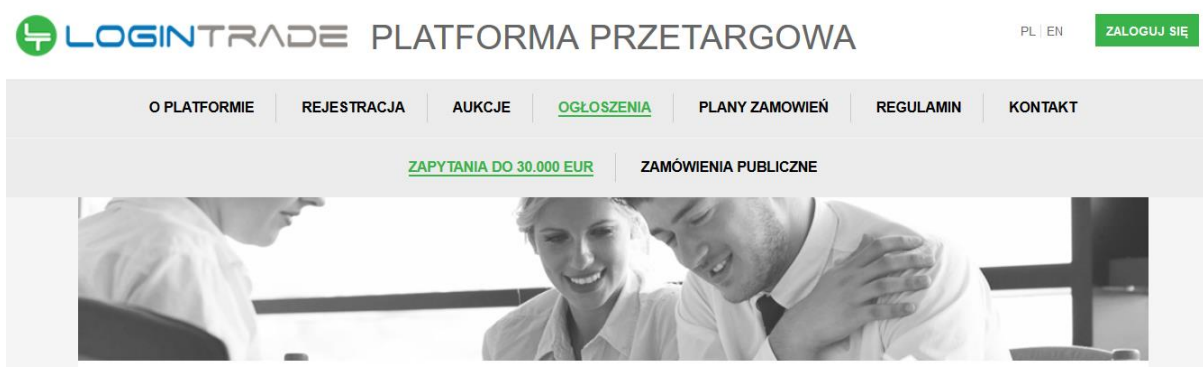 LOGINTRADE PLATFORMA PRZETARGOWA
PL | EN
ZALOGUJ SIĘ
O PLATFORMIE REJESTRACJA AUKCJE OGŁOSZENIA PLANY ZAMOWIEŃ REGULAMIN KONTAKT
ZAPYTANIA DO 30.000 EUR ZAMÓWIENIA PUBLICZNE